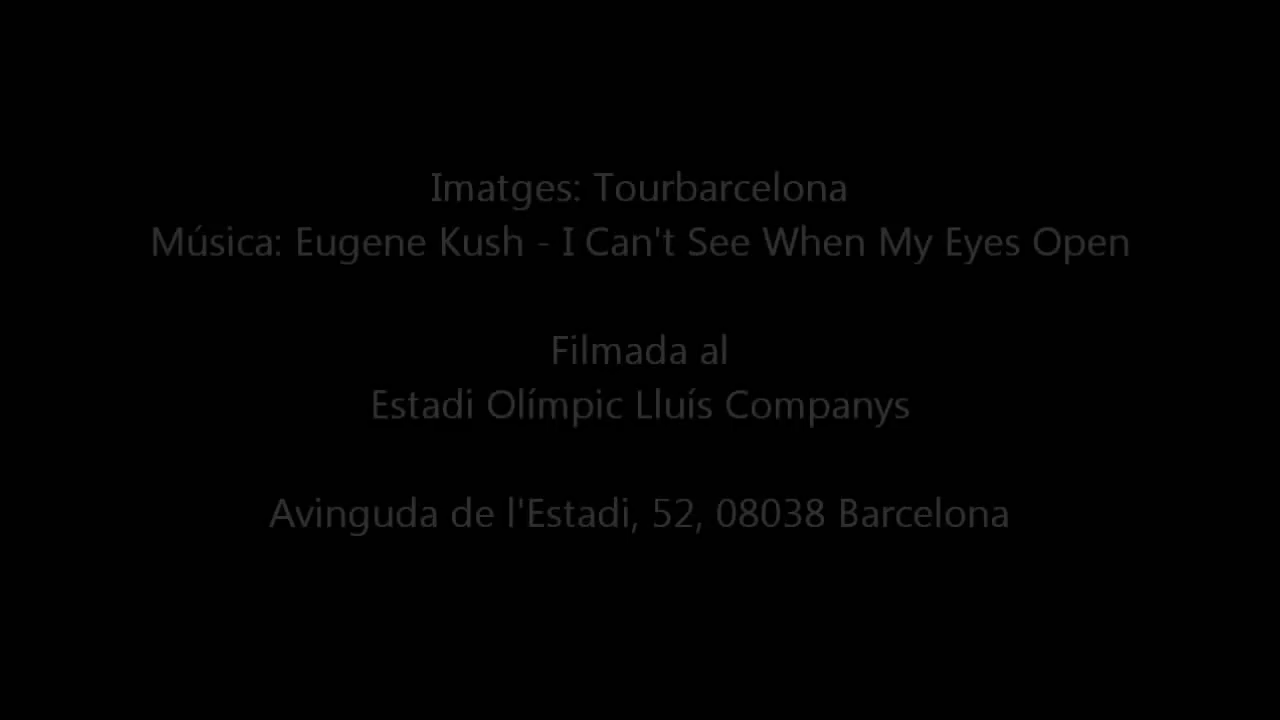 Imatges: Tourbarcelona
Música: Eugene Kush - I Can't See When My Eyes Open
Filmada al
Estadi Olímpic Lluís Companys
Avinguda de l'Estadi, 52, 08038 Barcelona